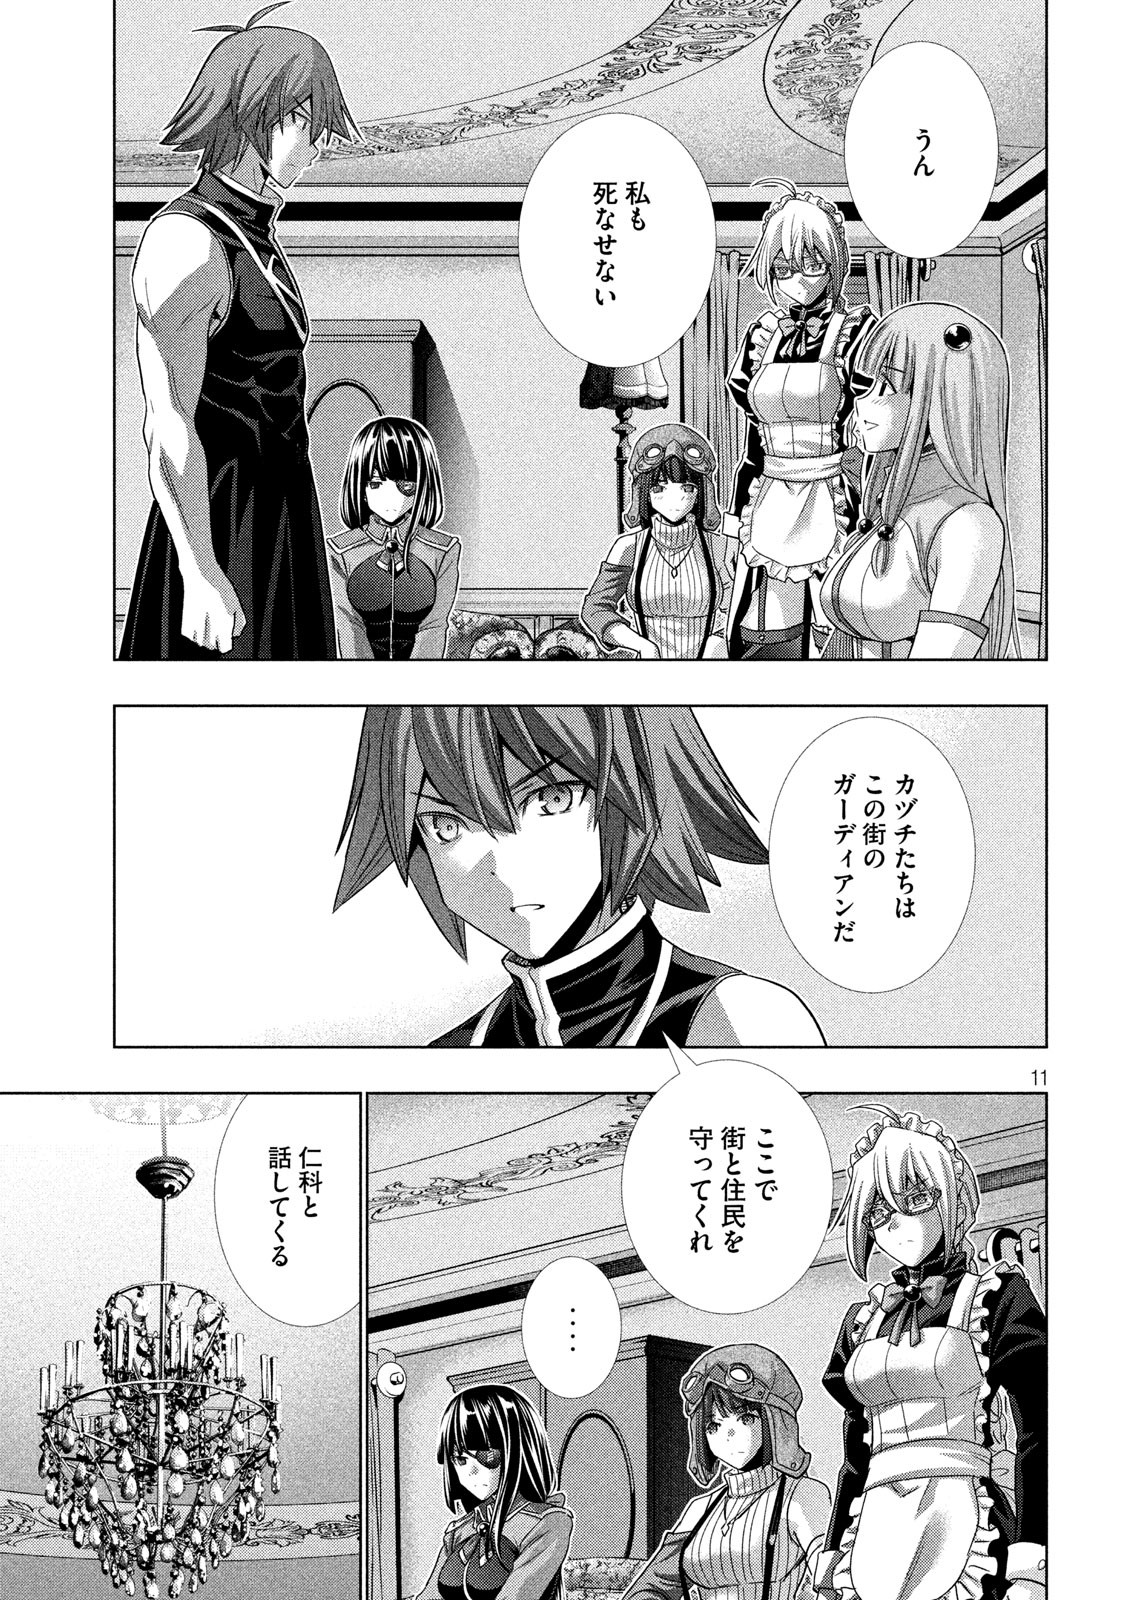 うん
私も
死なせない
カヅチたちは
この街の
ガーディアンだ
11
ここで
街と住民を
守ってくれ
････
仁科と
話してくる